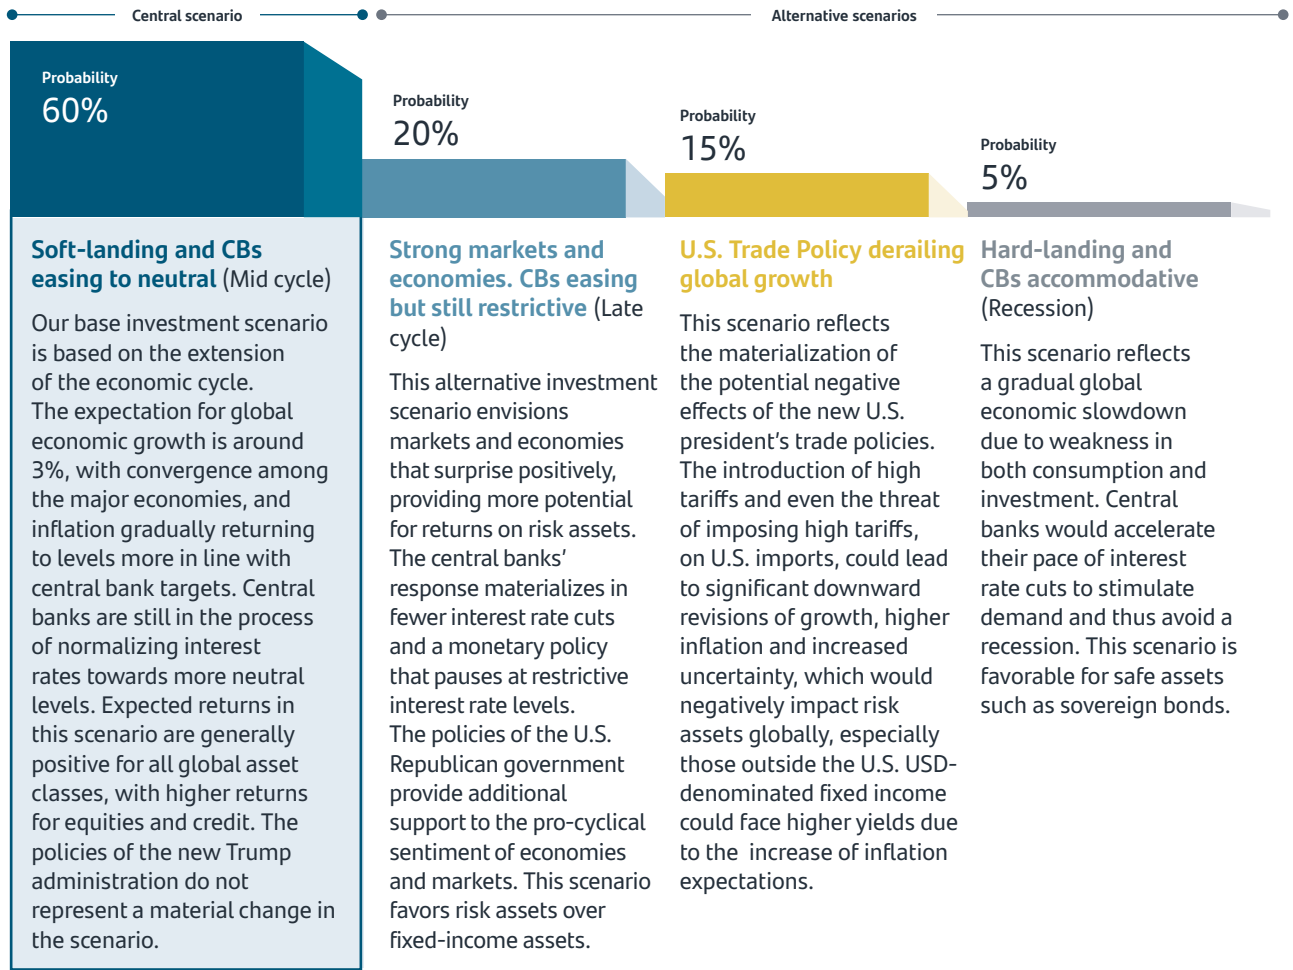 Central scenario
Alternative scenarios
Probability
60%
Probability
20%
Probability
15%
Probability
5%
Soft-landing and CBs
easing to neutral (Mid cycle)
Our base investment scenario
is based on the extension
of the economic cycle.
The expectation for global
economic growth is around
3%, with convergence among
the major economies, and
inflation gradually returning
to levels more in line with
central bank targets. Central
banks are still in the process
of normalizing interest
rates towards more neutral
levels. Expected returns in
this scenario are generally
positive for all global asset
classes, with higher returns
for equities and credit. The
policies of the new Trump
administration do not
represent a material change in
the scenario.
Strong markets and
economies. CBs easing
but still restrictive (Late
cycle)
This alternative investment
scenario envisions
markets and economies
that surprise positively,
providing more potential
for returns on risk assets.
The central banks’
response materializes in
fewer interest rate cuts
and a monetary policy
that pauses at restrictive
interest rate levels.
The policies of the U.S.
Republican government
provide additional
support to the pro-cyclical
sentiment of economies
and markets. This scenario
favors risk assets over
fixed-income assets.
U.S. Trade Policy derailing
global growth
This scenario reflects
the materialization of
the potential negative
effects of the new U.S.
president’s trade policies.
The introduction of high
tariffs and even the threat
of imposing high tariffs,
on U.S. imports, could lead
to significant downward
revisions of growth, higher
inflation and increased
uncertainty, which would
negatively impact risk
assets globally, especially
those outside the U.S. USD-
denominated fixed income
could face higher yields due
to the increase of inflation
expectations.
Hard-landing and
CBs accommodative
(Recession)
This scenario reflects
a gradual global
economic slowdown
due to weakness in
both consumption and
investment. Central
banks would accelerate
their pace of interest
rate cuts to stimulate
demand and thus avoid a
recession. This scenario is
favorable for safe assets
such as sovereign bonds.